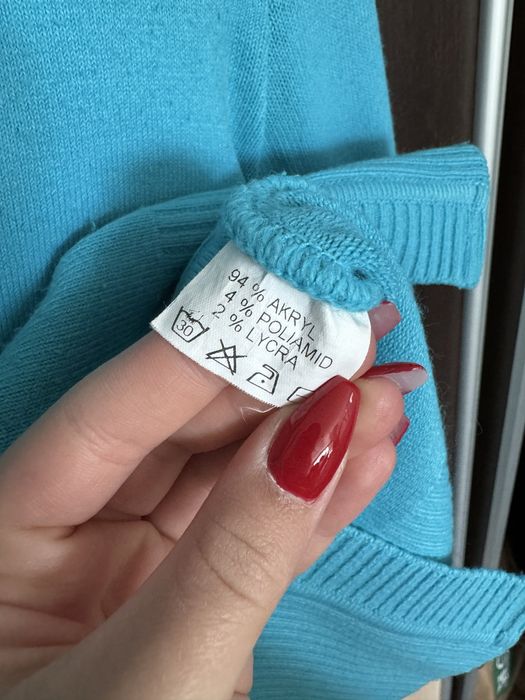 94 % AKRYL
4 % POLIAMID
2 % LYCRA
30